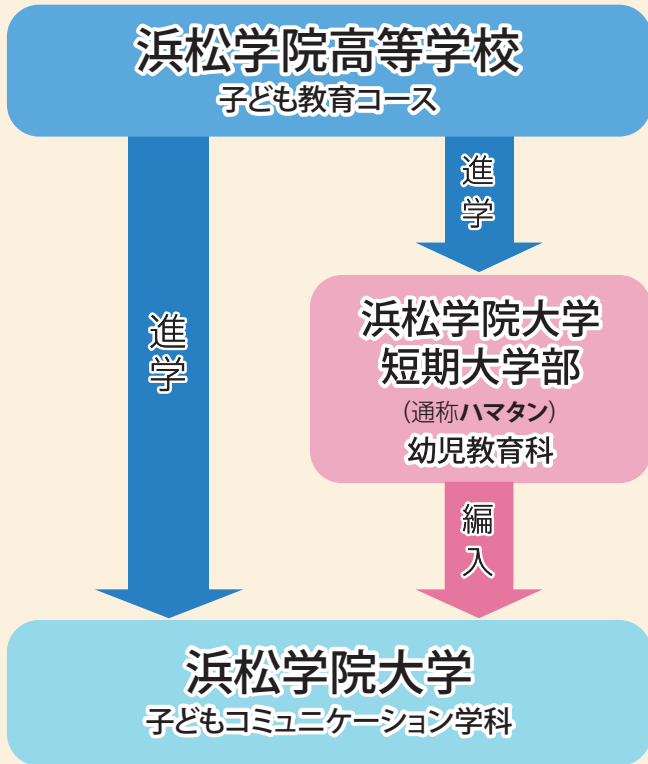 浜松学院高等学校
子ども教育コース
進学
進学
浜松学院大学
短期大学部
(通称ハマタン)
幼児教育科
編入
浜松学院大学
子どもコミュニケーション学科